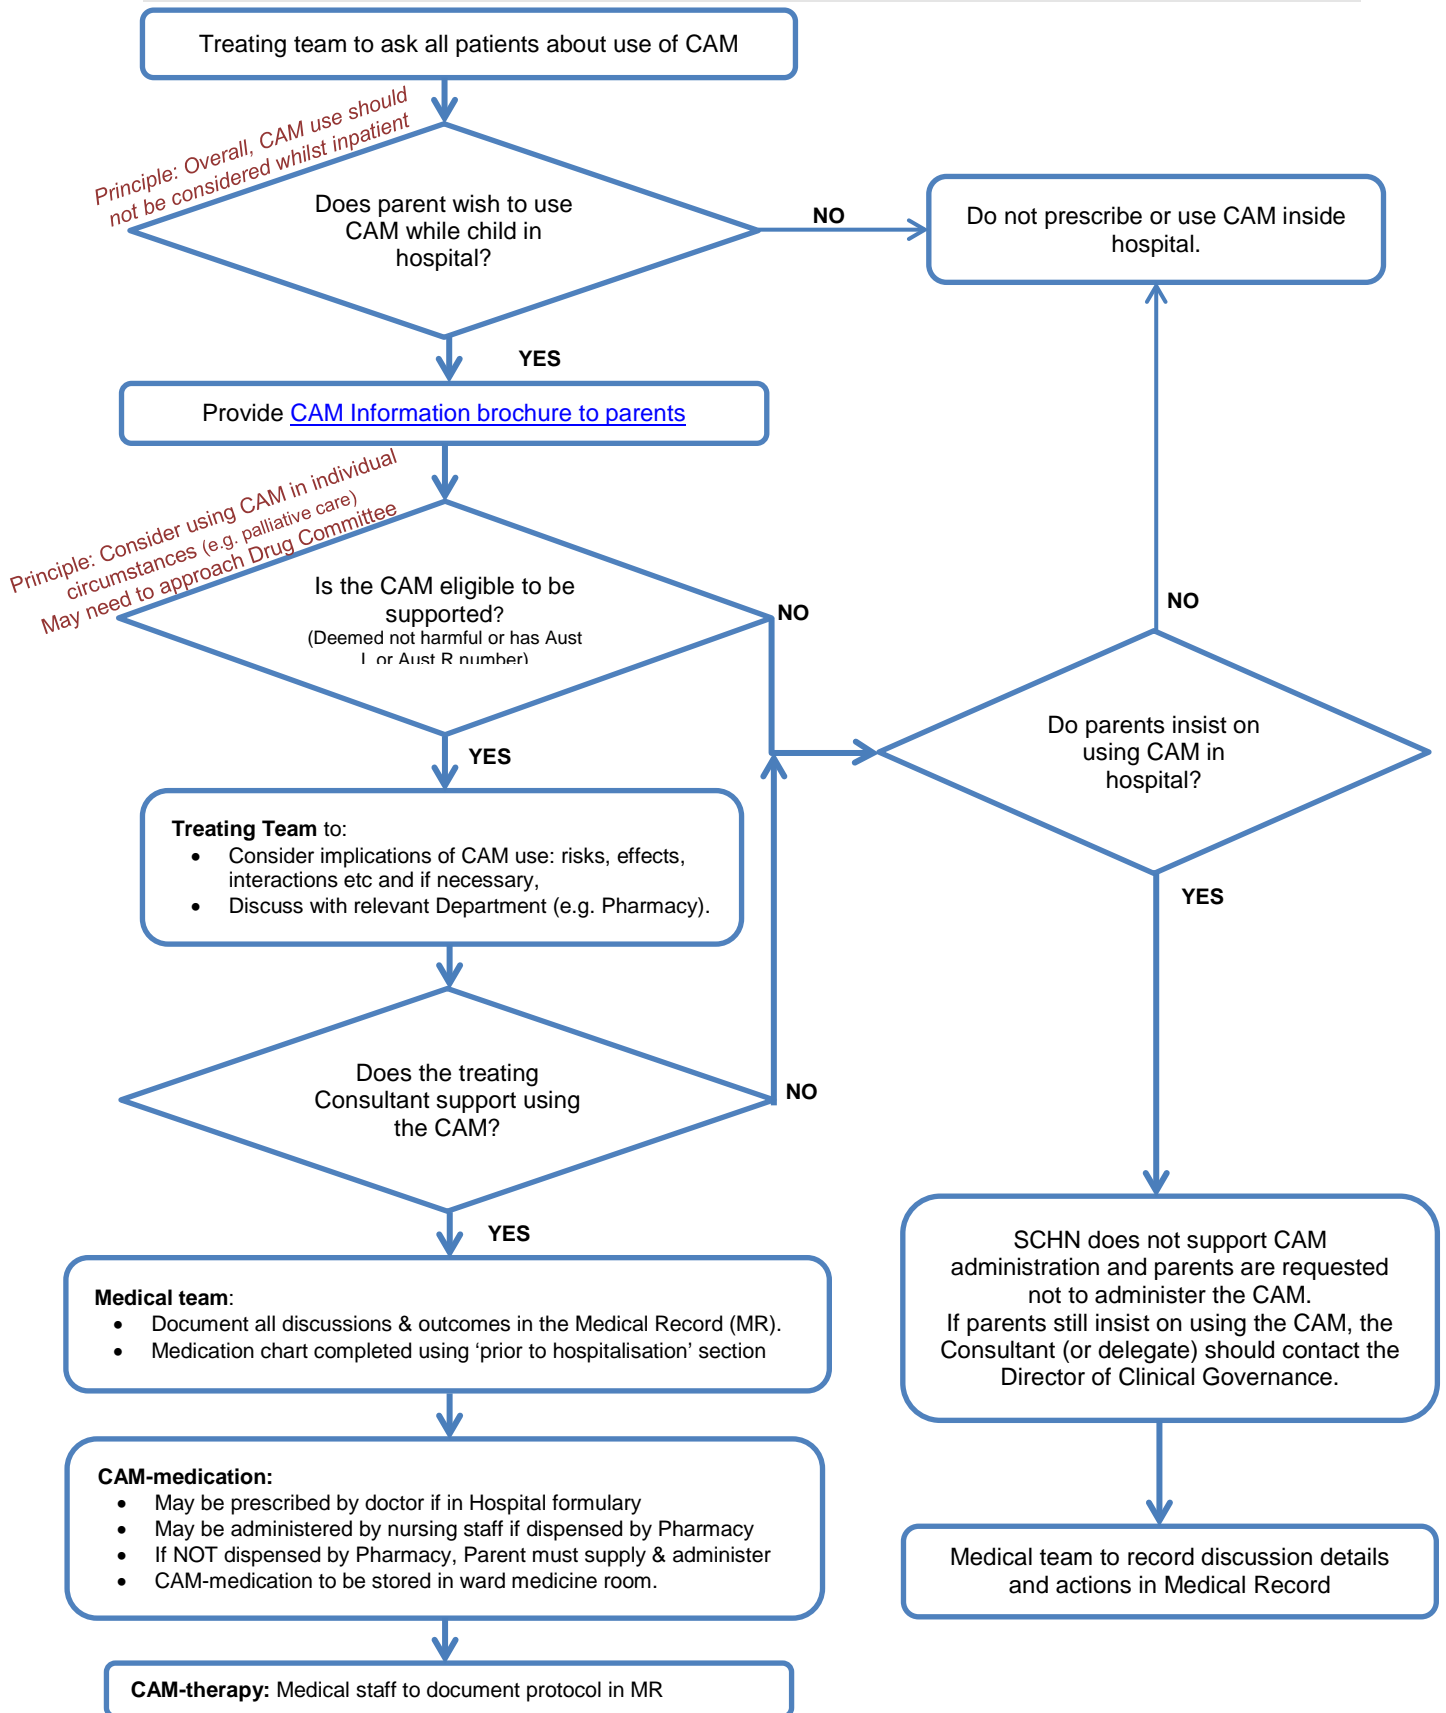 Treating team to ask all patients about use of CAM
Principle: Overall, CAM use should
not be considered whilst inpatient
Does parent wish to use
CAM while child in
hospital?
NO
Do not prescribe or use CAM inside
hospital.
YES
Provide CAM Information brochure to parents
Principle: Consider using CAM in individual
circumstances (e.g. palliative care)
May need to approach Drug Committee
Is the CAM eligible to be
supported?
(Deemed not harmful or has Aust
L or Aust R number)
NO
NO
Do parents insist on
using CAM in
hospital?
YES
Treating Team to:
• Consider implications of CAM use: risks, effects,
interactions etc and if necessary,
• Discuss with relevant Department (e.g. Pharmacy).
YES
Does the treating
Consultant support using
the CAM?
NO
YES
Medical team:
• Document all discussions & outcomes in the Medical Record (MR).
• Medication chart completed using ‘prior to hospitalisation’ section
SCHN does not support CAM
administration and parents are requested
not to administer the CAM.
If parents still insist on using the CAM, the
Consultant (or delegate) should contact the
Director of Clinical Governance.
CAM-medication:
• May be prescribed by doctor if in Hospital formulary
• May be administered by nursing staff if dispensed by Pharmacy
• If NOT dispensed by Pharmacy, Parent must supply & administer
• CAM-medication to be stored in ward medicine room.
Medical team to record discussion details
and actions in Medical Record
CAM-therapy: Medical staff to document protocol in MR